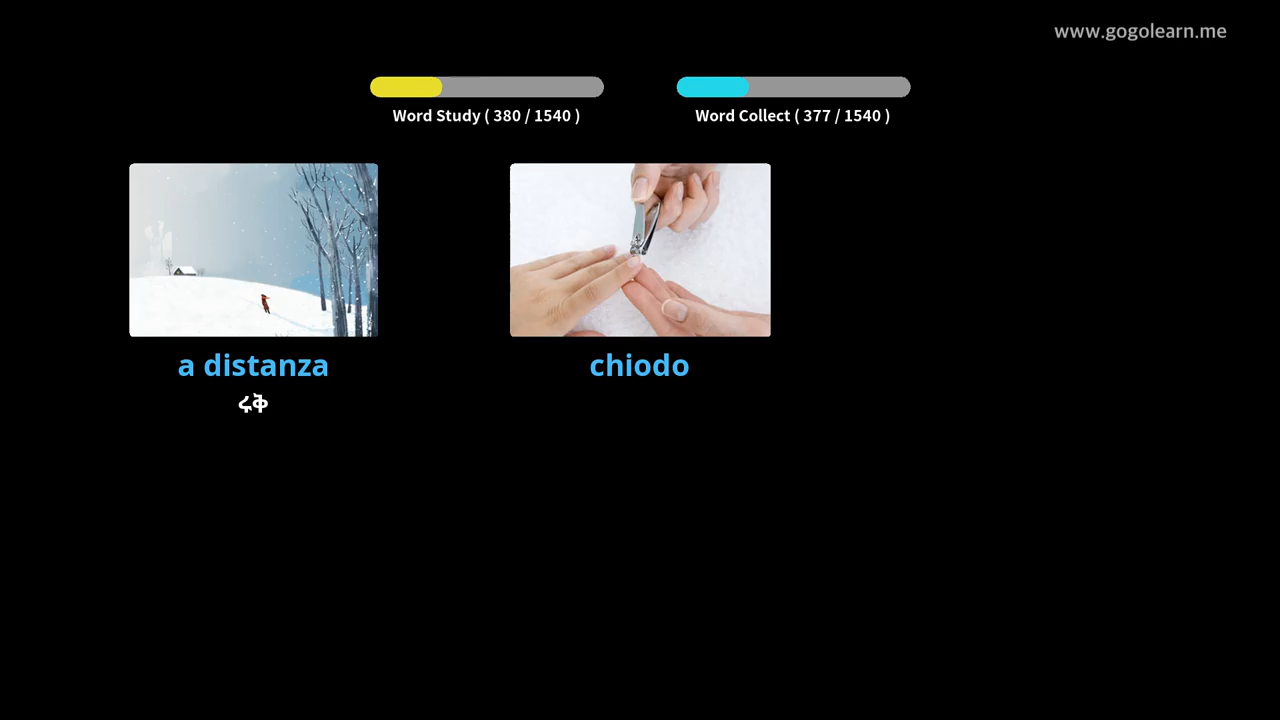 www.gogolearn.me
Word Study ( 380 / 1540 )
Word Collect ( 377 / 1540 )
a distanza
ሩቅ
chiodo